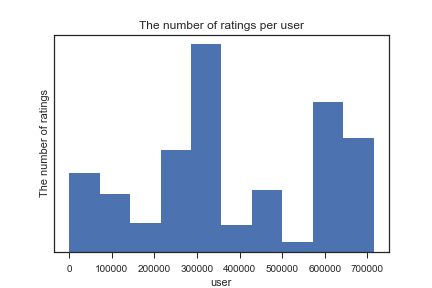 The number of ratings per user
The number of ratings
0 100000 200000 300000 400000 500000 600000 700000
user